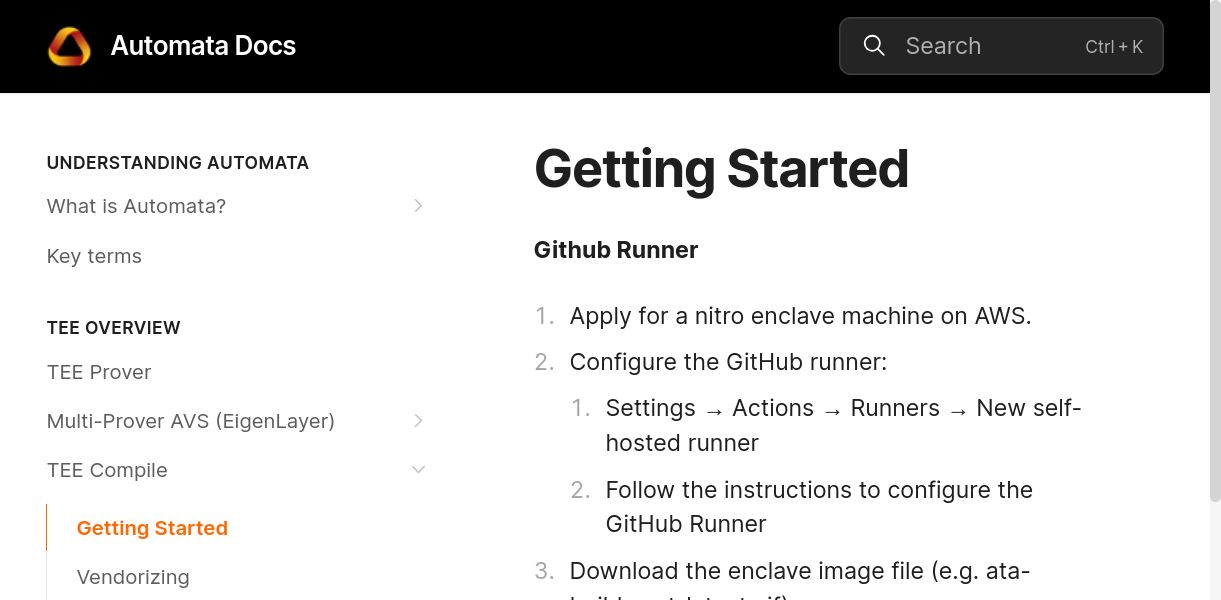 Automata Docs
Search
Ctrl + K
UNDERSTANDING AUTOMATA
What is Automata?
Key terms
TEE OVERVIEW
TEE Prover
Multi-Prover AVS (EigenLayer)
TEE Compile
Getting Started
Vendorizing
Getting Started
Github Runner
1. Apply for a nitro enclave machine on AWS.
2. Configure the GitHub runner:
1. Settings → Actions → Runners → New self-
hosted runner
2. Follow the instructions to configure the
GitHub Runner
3. Download the enclave image file (e.g. ata-